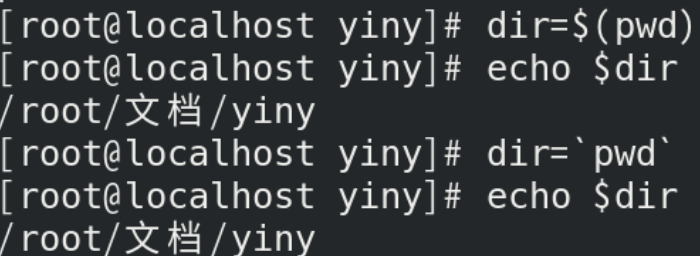 [root@localhost yiny]# dir=$(pwd)
[root@localhost yiny]# echo $dir
/root/文档/yiny
[root@localhost yiny]# dir=`pwd`
[root@localhost yiny]# echo $dir
/root/文档/yiny